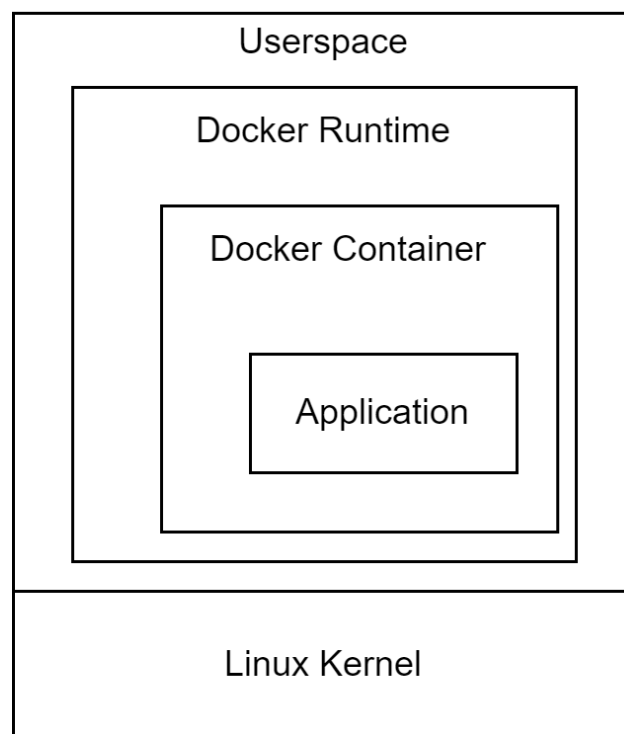 Userspace
Docker Runtime
Docker Container
Application
Linux Kernel